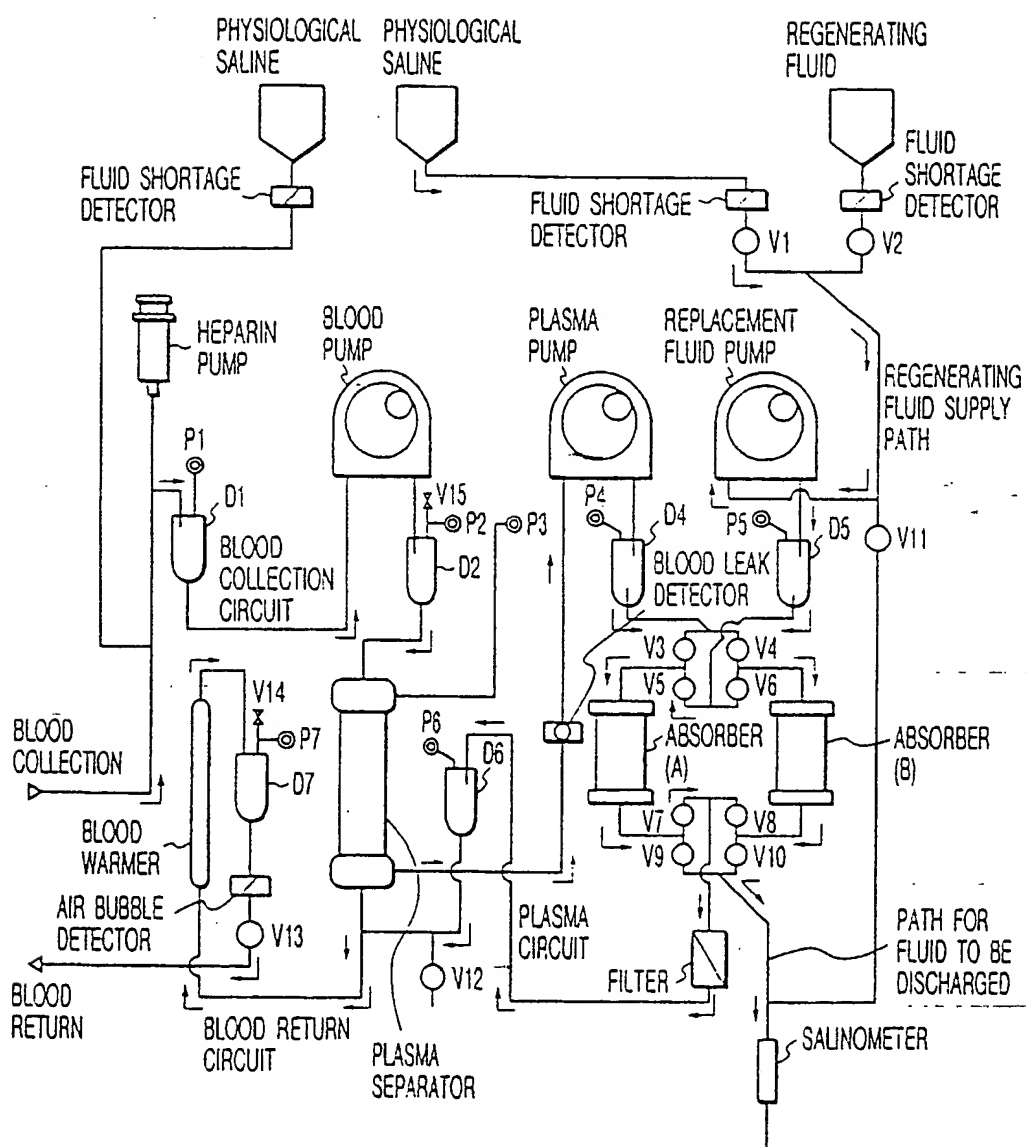 PHYSIOLOGICAL
SALINE
PHYSIOLOGICAL
SALINE
REGENERATING
FLUID
FLUID SHORTAGE
DETECTOR
FLUID SHORTAGE
DETECTOR
FLUID
SHORTAGE
DETECTOR
V1
V2
HEPARIN
PUMP
BLOOD
PUMP
PLASMA
PUMP
REPLACEMENT
FLUID PUMP
REGENERATING
FLUID SUPPLY
PATH
P1
D1
BLOOD
COLLECTION
CIRCUIT
V15
P2
P3
D2
P4
D4
P5
D5
V11
BLOOD LEAK
DETECTOR
V3
V4
V5
V6
BLOOD
COLLECTION
V14
P7
D7
P6
D6
ABSORBER
(A)
ABSORBER
(B)
BLOOD
WARMER
V7
V8
V9
V10
AIR BUBBLE
DETECTOR
V13
V12
PLASMA
CIRCUIT
FILTER
PATH FOR
FLUID TO BE
DISCHARGED
BLOOD
RETURN
BLOOD RETURN
CIRCUIT
PLASMA
SEPARATOR
SALINOMETER